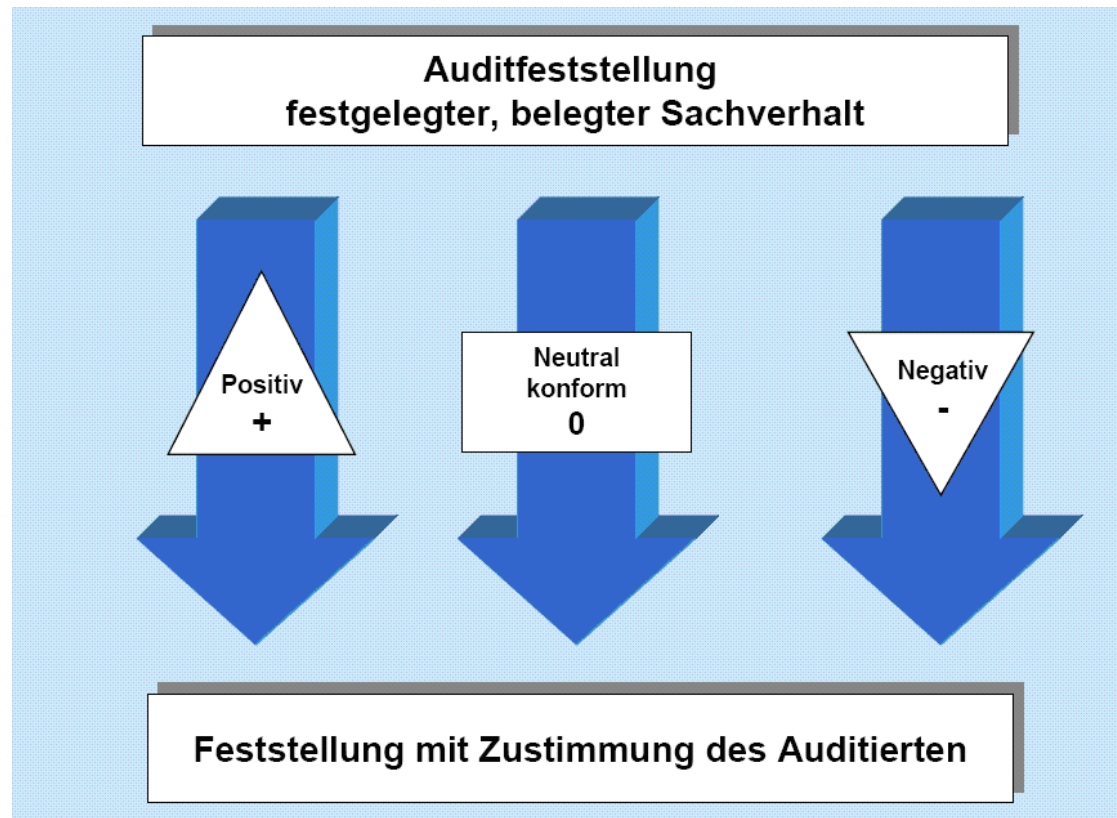 Auditfeststellung
festgelegter, belegter Sachverhalt
Positiv
+
Neutral
konform
0
Negativ
-
Feststellung mit Zustimmung des Auditierten